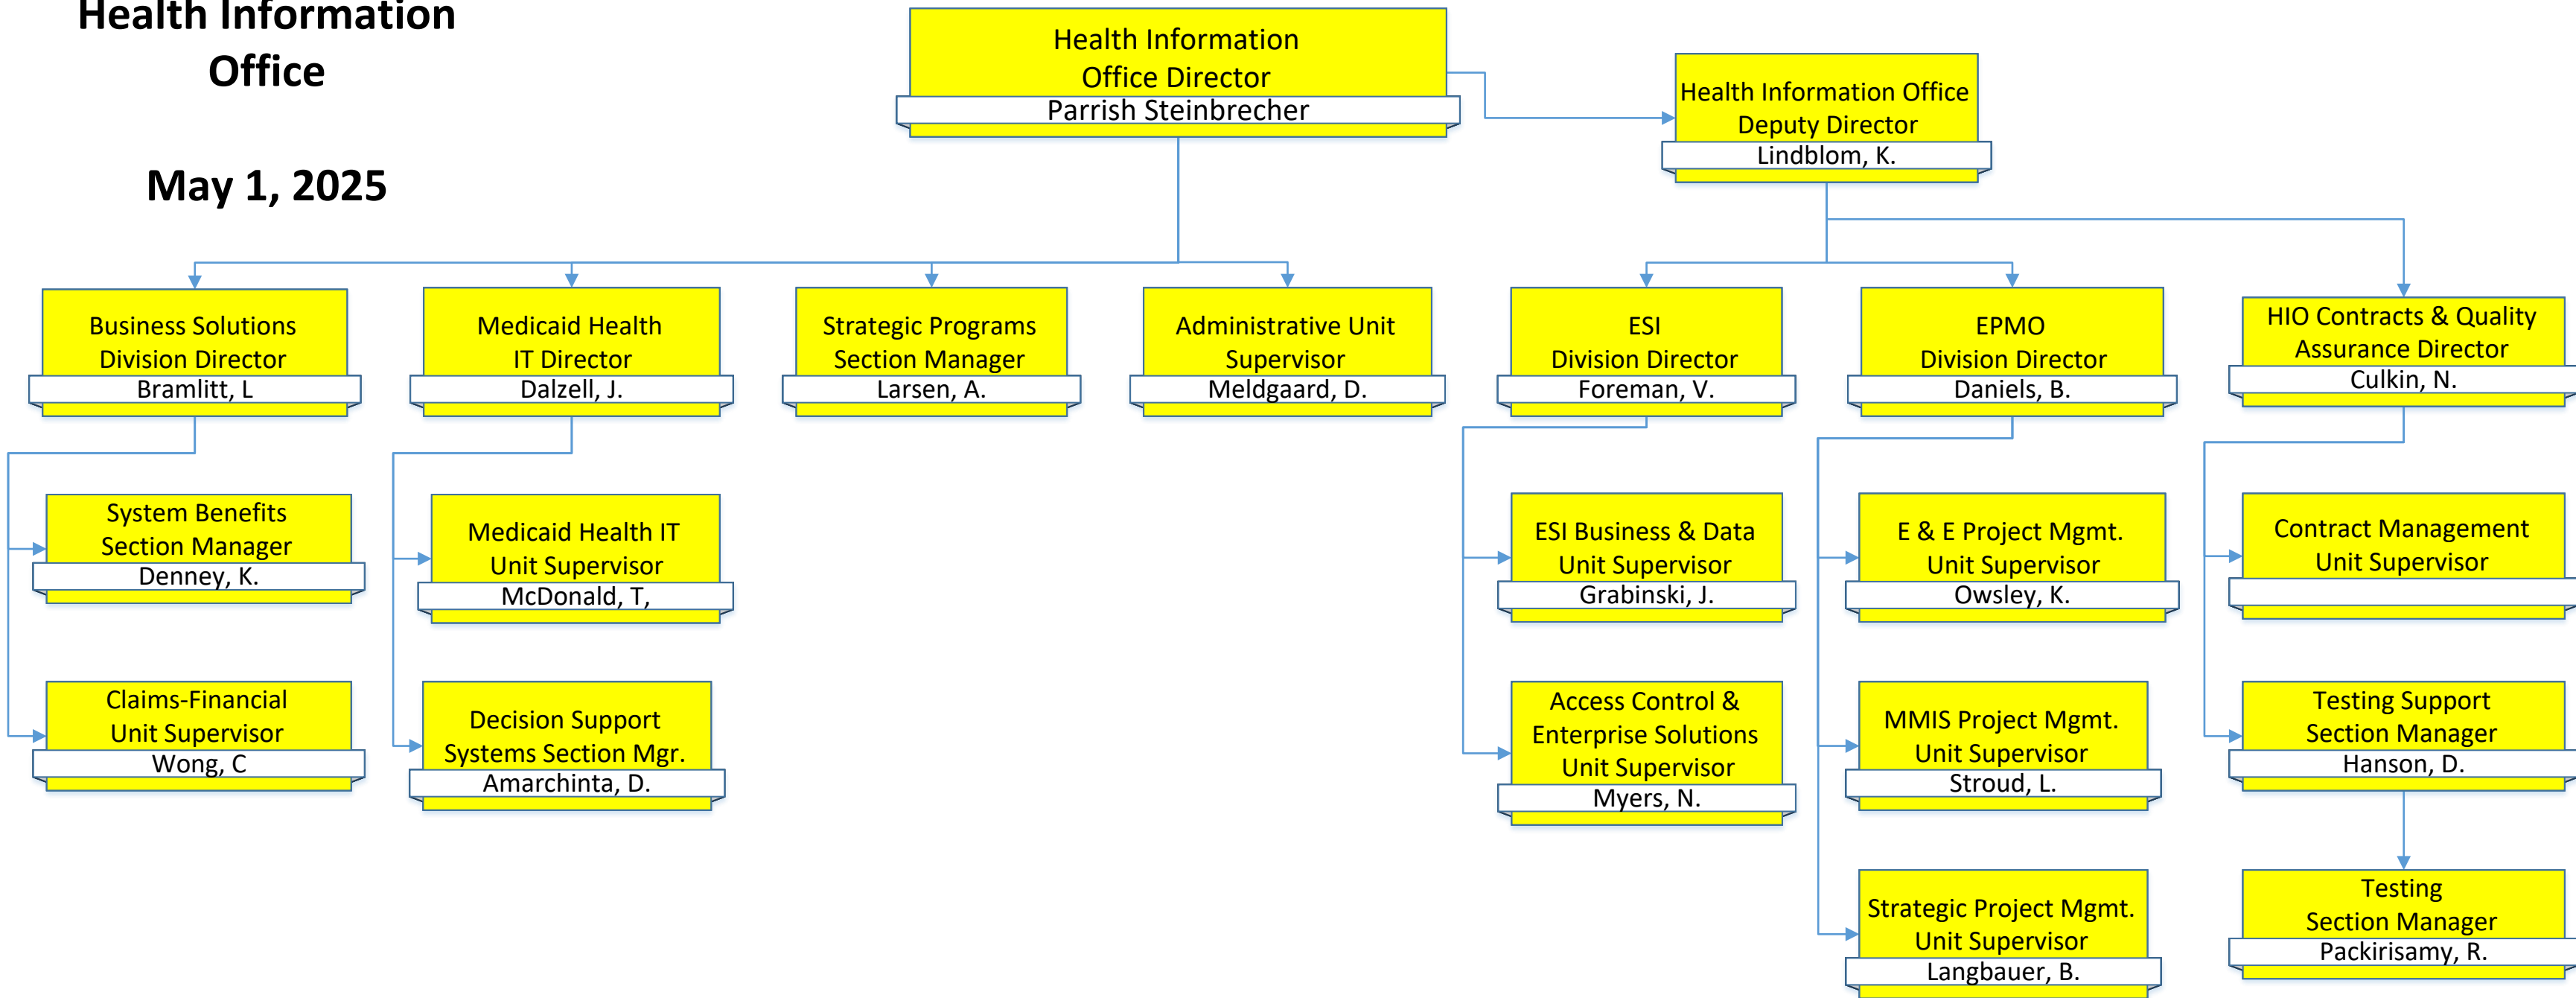 Health Information
Office
May 1, 2025
Health Information
Office Director
Parrish Steinbrecher
Health Information Office
Deputy Director
Lindblom, K.
Business Solutions
Division Director
Bramlitt, L
Medicaid Health
IT Director
Dalzell, J.
Strategic Programs
Section Manager
Larsen, A.
Administrative Unit
Supervisor
Meldgaard, D.
ESI
Division Director
Foreman, V.
EPMO
Division Director
Daniels, B.
HIO Contracts & Quality
Assurance Director
Culkin, N.
System Benefits
Section Manager
Denney, K.
Medicaid Health IT
Unit Supervisor
McDonald, T,
ESI Business & Data
Unit Supervisor
Grabinski, J.
E & E Project Mgmt.
Unit Supervisor
Owsley, K.
Contract Management
Unit Supervisor
Claims-Financial
Unit Supervisor
Wong, C
Decision Support
Systems Section Mgr.
Amarchinta, D.
Access Control &
Enterprise Solutions
Unit Supervisor
Myers, N.
MMIS Project Mgmt.
Unit Supervisor
Stroud, L.
Testing Support
Section Manager
Hanson, D.
Strategic Project Mgmt.
Unit Supervisor
Langbauer, B.
Testing
Section Manager
Packirisamy, R.